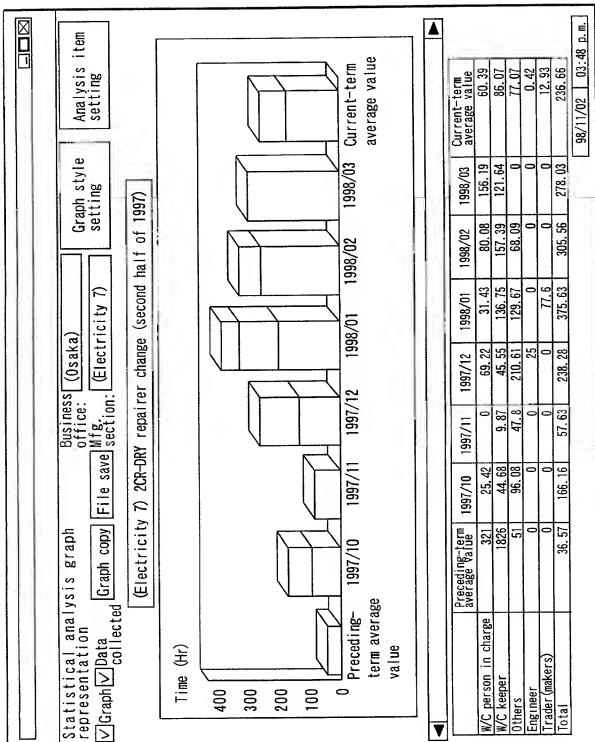 Statistical analysis graph
representation
Business
office:
(Osaka)
Graph style
setting
Analysis item
setting
Graph
Data
collected
Graph copy
File save
Mfg.
section:
(Electricity 7)
(Electricity 7) 2CR-DRY repairer change (second half of 1997)
Time (Hr)
400
300
200
100
0
Preceding-
term average
value
1997/10
1997/11
1997/12
1998/01
1998/02
1998/03
Current-term
average value
Preceding-term average value 1997/10 1997/11 1997/12 1998/01 1998/02 1998/03 Current-term average value
W/C person in charge 321 25.42 0 69.22 31.43 80.08 156.19 60.39
W/C keeper 1826 44.68 9.87 45.55 136.75 157.39 121.64 86.07
Others 51 96.08 47.8 210.61 129.67 68.09 0 77.07
Engineer 0 0 0 25 0 0 0 0.42
Trader(makers) 0 0 0 0 77.6 0 0 12.93
Total 36.57 166.16 57.63 238.28 375.63 305.56 278.03 236.66
98/11/02 03:48 p.m.